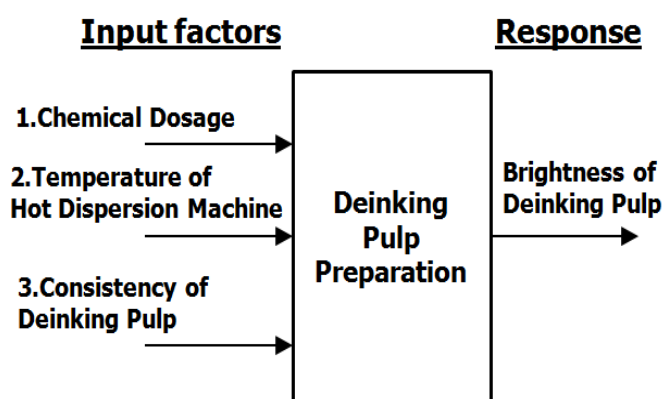 Input factors
Response
1.Chemical Dosage
2.Temperature of
Hot Dispersion Machine
3.Consistency of
Deinking Pulp
Deinking
Pulp
Preparation
Brightness of
Deinking Pulp